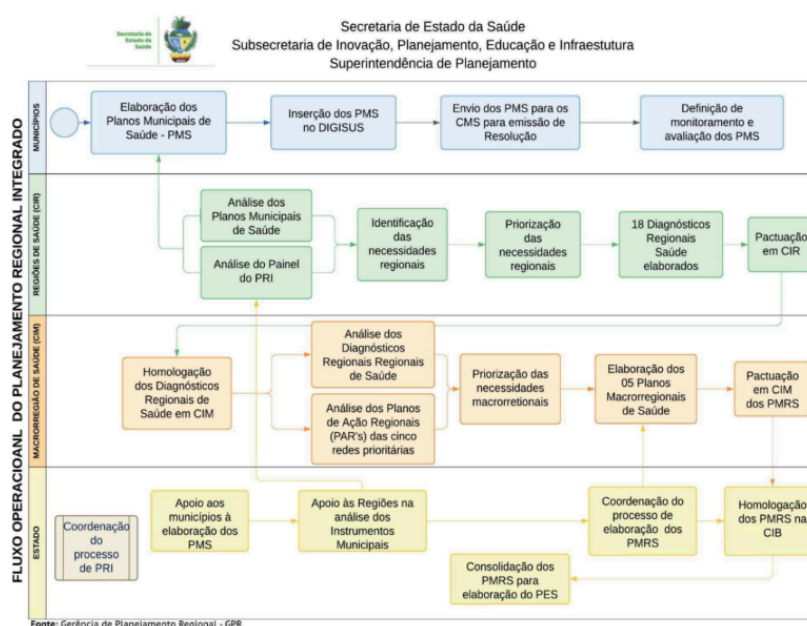 Secretaria de
Estado da
Saúde
Secretaria de Estado da Saúde
Subsecretaria de Inovação, Planejamento, Educação e Infraestutura
Superintendência de Planejamento
FLUXO OPERACIOANL DO PLANEJAMENTO REGIONAL INTEGRADO
MUNICÍPIOS
Elaboração dos
Planos Municipais de
Saúde - PMS
Inserção dos PMS
no DIGISUS
Envio dos PMS para os
CMS para emissão de
Resolução
Definição de
monitoramento e
avaliação dos PMS
REGIÕES DE SAÚDE (CIR)
Análise dos
Planos Municipais
de Saúde
Análise do Painel
do PRI
Identificação
das
necessidades
regionais
Priorização
das
necessidades
regionais
18 Diagnósticos
Regionais
Saúde
elaborados
Pactuação
em CIR
MACRORREGIÃO DE SAÚDE (CIM)
Homologação
dos Diagnósticos
Regionais de
Saúde em CIM
Análise dos
Diagnósticos
Regionais Regionais
de Saúde
Análise dos Planos
de Ação Regionais
(PAR's) das cinco
redes prioritárias
Priorização das
necessidades
macrorretionais
Elaboração dos
05 Planos
Macrorregionais
de Saúde
Pactuação
em CIM
dos PMRS
ESTADO
Coordenação
do
processo
de PRI
Apoio aos
municípios à
elaboração dos
PMS
Apoio às Regiões na
análise dos
Instrumentos
Municipais
Coordenação do
processo de
elaboração dos
PMRS
Homologação
dos PMRS na
CIB
Consolidação dos
PMRS para
elaboração do PES
Fonte: Gerência de Planejamento Regional - GPR